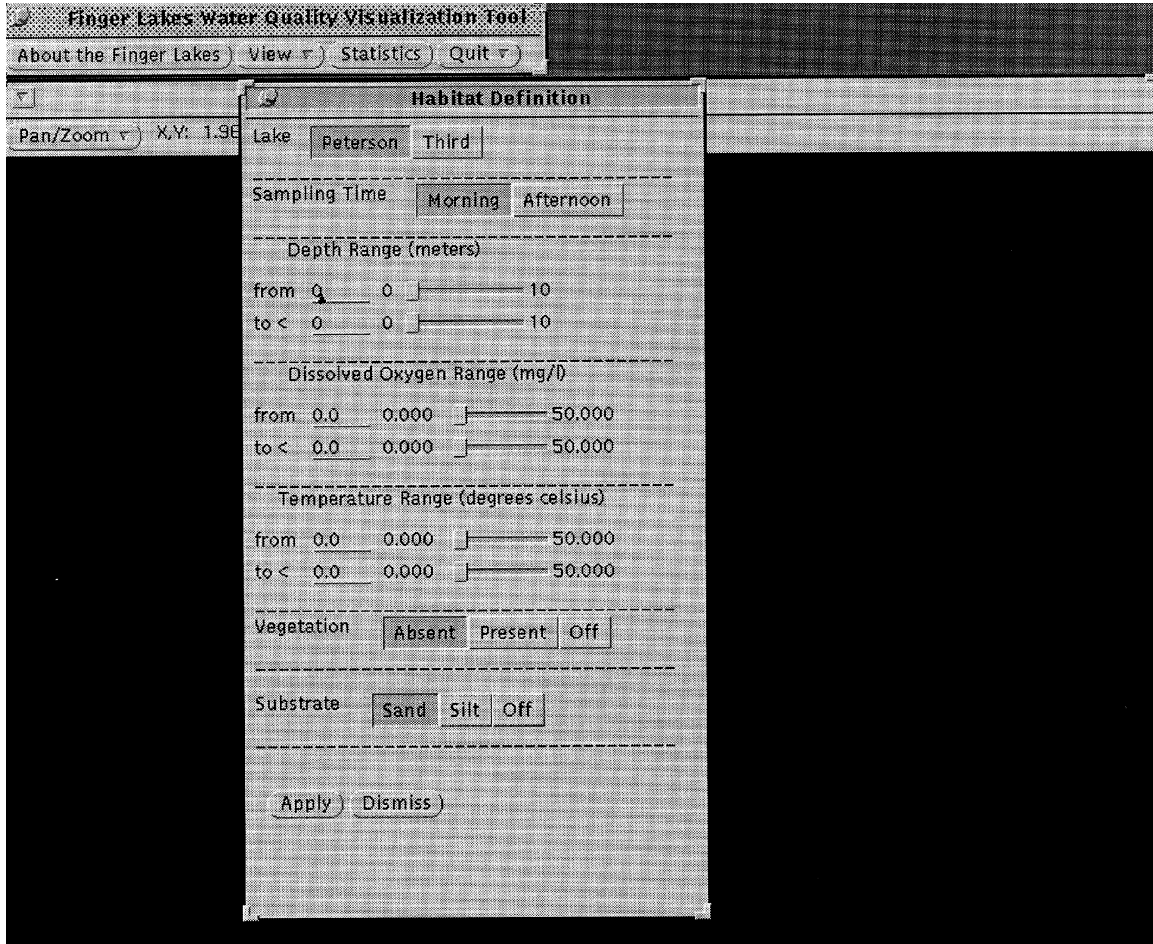 Finger Lakes Water Quality Visualization Tool
About the Finger Lakes View Statistics Quit
Habitat Definition
Pan/Zoom X,Y: 1.98
Lake Peterson Third
Sampling Time Morning Afternoon
Depth Range (meters)
from 0 0 10
to < 0 0 10
Dissolved Oxygen Range (mg/l)
from 0.0 0.000 50.000
to < 0.0 0.000 50.000
Temperature Range (degrees celsius)
from 0.0 0.000 50.000
to < 0.0 0.000 50.000
Vegetation Absent Present Off
Substrate Sand Silt Off
Apply Dismiss